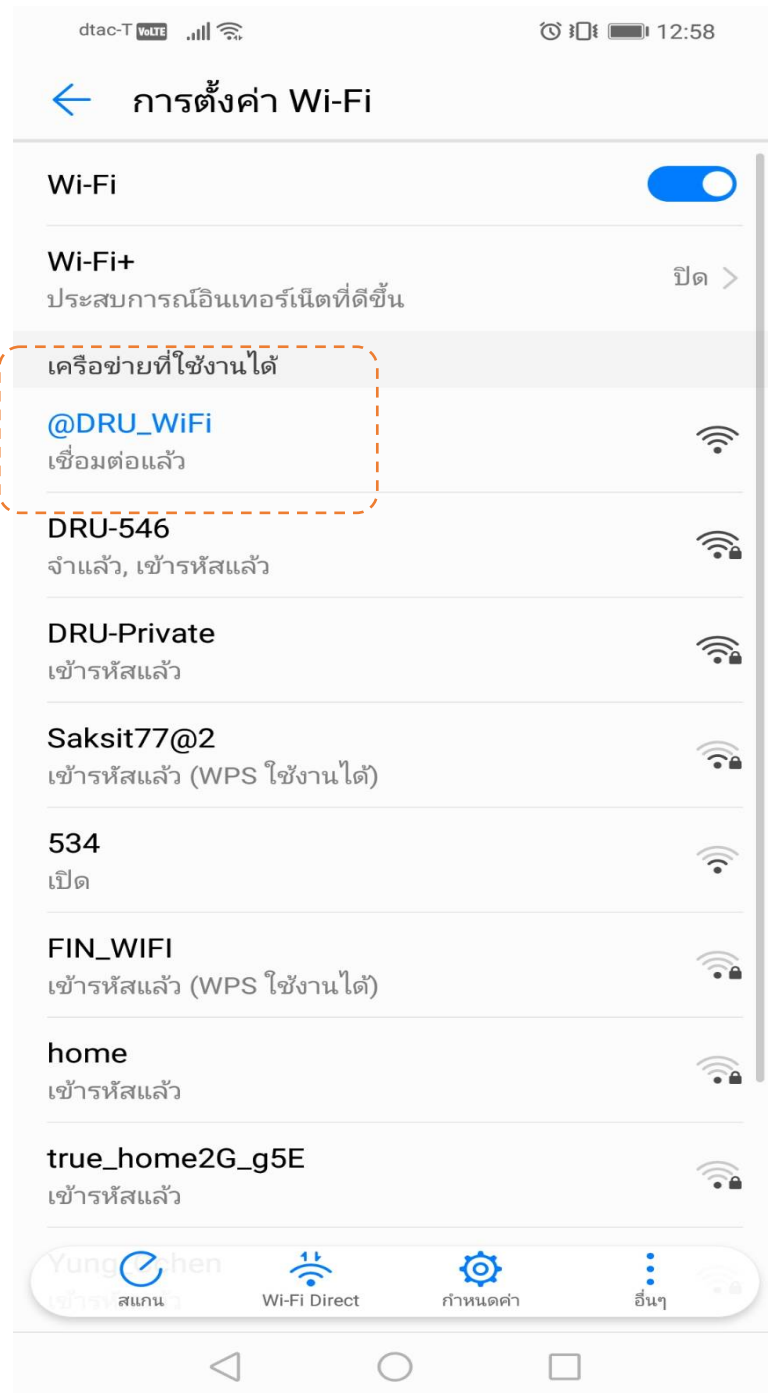 dtac-T VoLTE 12:58
การตั้งค่า Wi-Fi
Wi-Fi
Wi-Fi+
ประสบการณ์อินเทอร์เน็ตที่ดีขึ้น
ปิด
เครือข่ายที่ใช้งานได้
@DRU_WiFi
เชื่อมต่อแล้ว
DRU-546
จำแล้ว, เข้ารหัสแล้ว
DRU-Private
เข้ารหัสแล้ว
Saksit77@2
เข้ารหัสแล้ว (WPS ใช้งานได้)
534
เปิด
FIN_WIFI
เข้ารหัสแล้ว (WPS ใช้งานได้)
home
เข้ารหัสแล้ว
true_home2G_g5E
เข้ารหัสแล้ว
สแกน
Wi-Fi Direct
กำหนดค่า
อื่นๆ